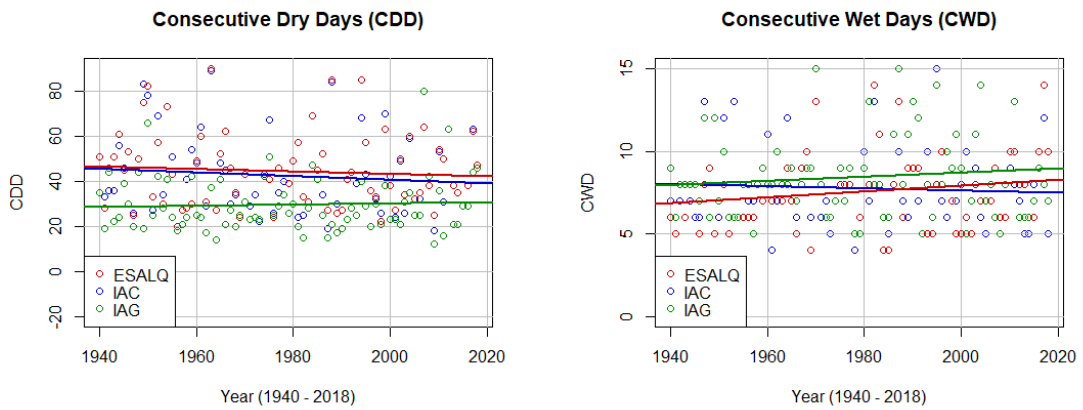 Consecutive Dry Days (CDD)
CDD
80
60
40
20
0
-20
ESALQ
IAC
IAG
1940 1960 1980 2000 2020
Year (1940 - 2018)
Consecutive Wet Days (CWD)
CWD
15
10
5
0
ESALQ
IAC
IAG
1940 1960 1980 2000 2020
Year (1940 - 2018)